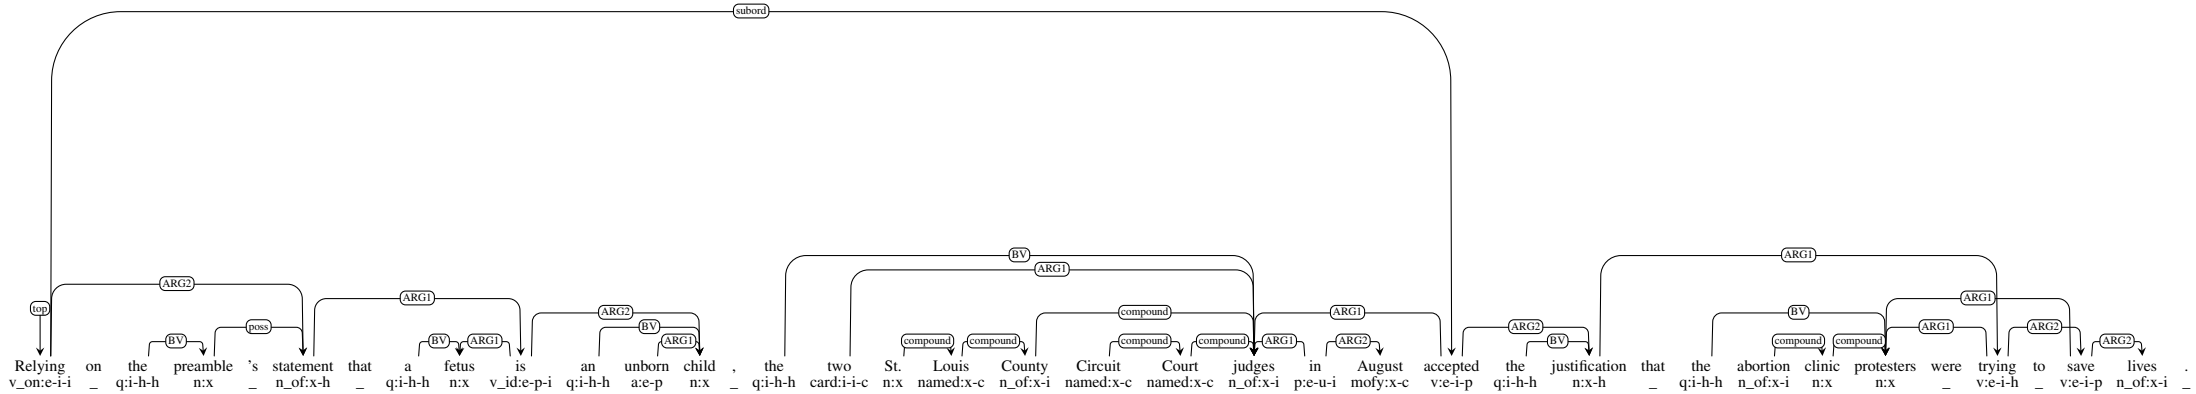 subord
BV
ARG1
ARG2 ARG1
top ARG1 ARG1
ARG2 compound ARG1
poss BV ARG2 BV ARG1 ARG2
BV BV ARG1 ARG1 compound compound compound compound ARG1 ARG2 BV compound compound ARG2
Relying on the preamble 's statement that a fetus is an unborn child , the two St. Louis County Circuit Court judges in August accepted the justification that the abortion clinic protesters were trying to save lives .
v_on:e-i-i _ q:i-h-h n:x _ n_of:x-h _ q:i-h-h n:x v_id:e-p-i q:i-h-h a:e-p n:x _ q:i-h-h card:i-i-c n:x named:x-c n_of:x-i named:x-c named:x-c n_of:x-i p:e-u-i mofy:x-c v:e-i-p q:i-h-h n:x-h _ q:i-h-h n_of:x-i n:x n:x _ v:e-i-h _ v:e-i-p n_of:x-i _